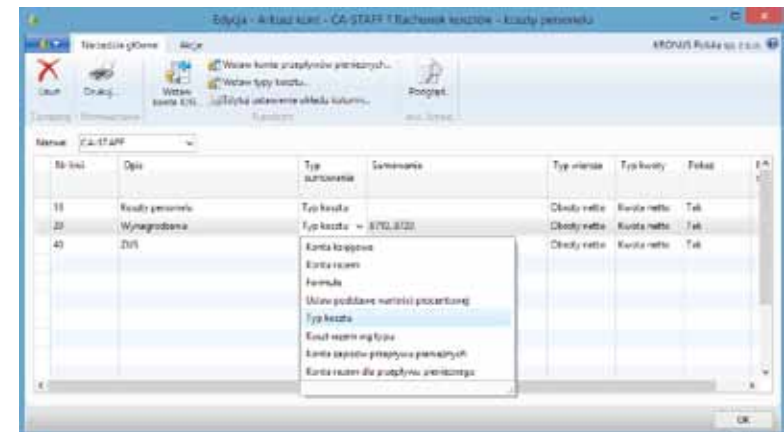 Edycja - Arkusz kont - CA-STAFF ? Rachunek kosztów - koszty personelu
Narzędzia główne Akcje KRONUS Polska sp. z o.o.
Usuń Drukuj... Wstaw konta K/G... Wstaw konta przepływów pieniężnych... Podgląd
Wstaw typy kosztu...
Edytuj ustawienie układu kolumn...
Nazwa: CA-STAFF
Nr linii Opis Typ sumowania Sumowanie Typ wiersza Typ kwoty Pokaż
10 Koszty personelu Typ kosztu Obroty netto Kwota netto Tak
20 Wynagrodzenia Typ kosztu Obroty netto Kwota netto Tak
40 ZUS Obroty netto Kwota netto Tak
Konta księgowe
Konta razem
Formuła
Ustaw podstawę wartości procentowej
Typ kosztu
Koszt razem wg typu
Konta zapisów przepływu pieniężnych
Konta razem dla przepływu pieniężnego
OK